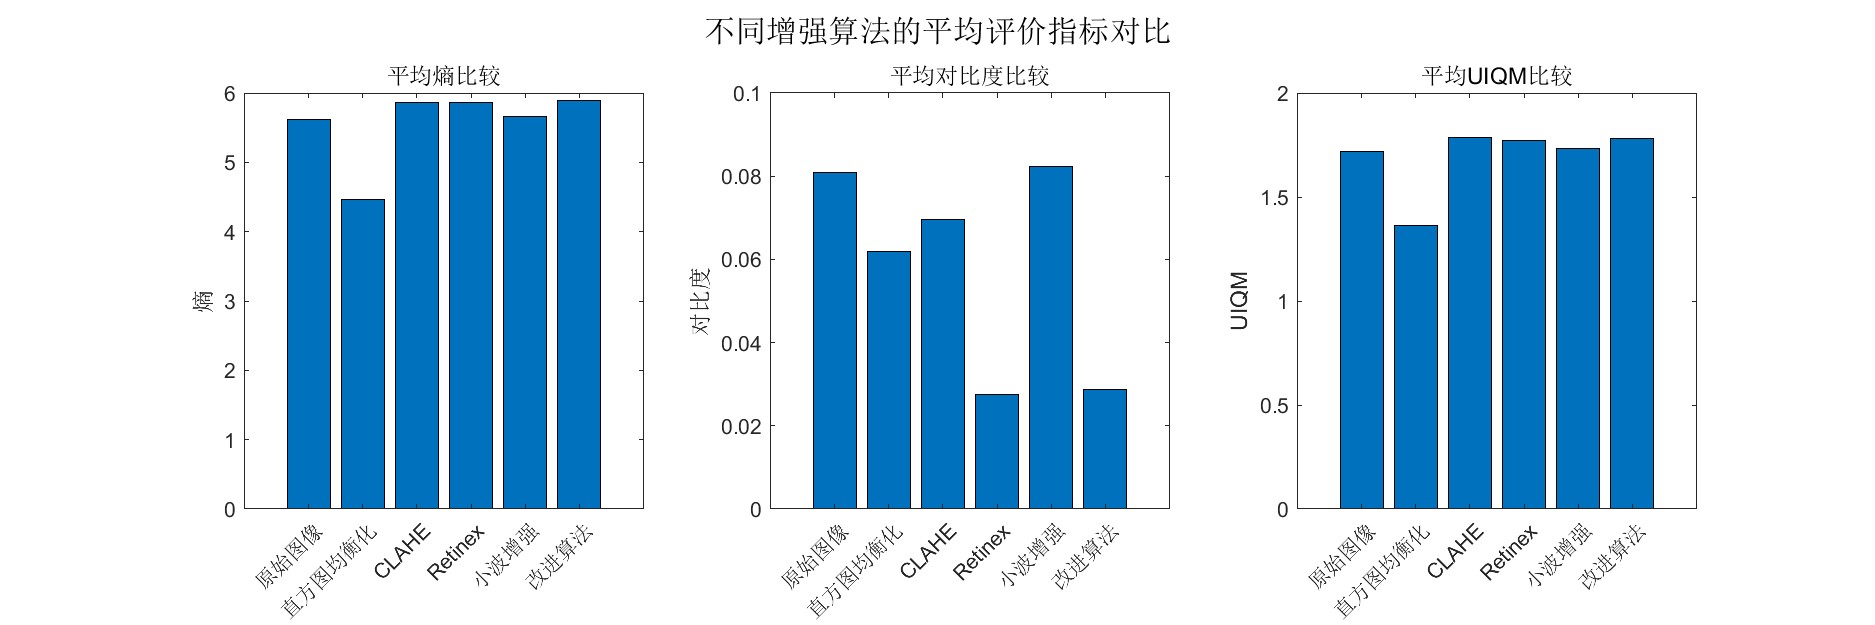 不同增强算法的平均评价指标对比
平均熵比较
熵
6
5
4
3
2
1
0
原始图像
直方图均衡化
CLAHE
Retinex
小波增强
改进算法
平均对比度比较
对比度
0.1
0.08
0.06
0.04
0.02
0
原始图像
直方图均衡化
CLAHE
Retinex
小波增强
改进算法
平均UIQM比较
UIQM
2
1.5
1
0.5
0
原始图像
直方图均衡化
CLAHE
Retinex
小波增强
改进算法